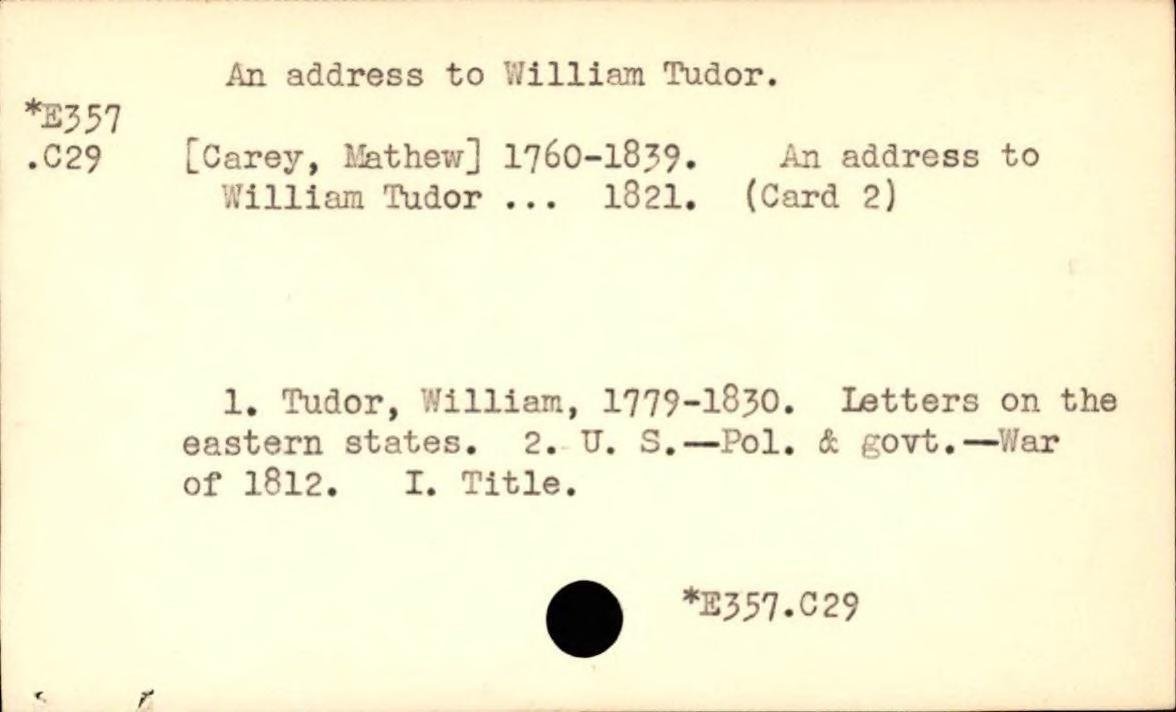 An address to William Tudor.
*E357
.C29
[Carey, Mathew] 1760-1839. An address to
William Tudor ... 1821. (Card 2)
1. Tudor, William, 1779-1830. Letters on the
eastern states. 2. U. S.—Pol. & govt.—War
of 1812. I. Title.
*E357.C29